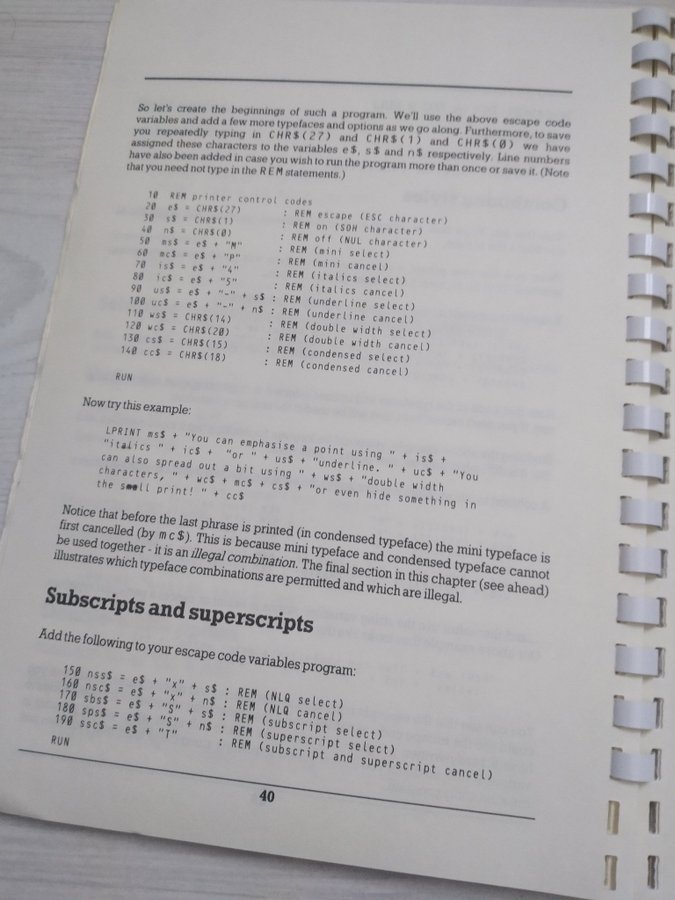 So let's create the beginnings of such a program. We'll use the above escape code
variables and add a few more typefaces and options as we go along. Furthermore, to save
you repeatedly typing in CHR$(27) and CHR$(1) and CHR$(0) we have
assigned these characters to the variables e$, s$ and n$ respectively. Line numbers
have also been added in case you wish to run the program more than once or save it. (Note
that you need not type in the REM statements.)
10 REM printer control codes
20 e$ = CHR$(27) : REM escape (ESC character)
30 s$ = CHR$(1) : REM on (SOH character)
40 n$ = CHR$(0) : REM off (NUL character)
50 ms$ = e$ + "M" : REM (mini select)
60 mc$ = e$ + "P" : REM (mini cancel)
70 is$ = e$ + "4" : REM (italics select)
80 ic$ = e$ + "5" : REM (italics cancel)
90 us$ = e$ + "-" + s$ : REM (underline select)
100 uc$ = e$ + "-" + n$ : REM (underline cancel)
110 ws$ = CHR$(14) : REM (double width select)
120 wc$ = CHR$(20) : REM (double width cancel)
130 cs$ = CHR$(15) : REM (condensed select)
140 cc$ = CHR$(18) : REM (condensed cancel)
RUN
Now try this example:
LPRINT ms$ + "You can emphasise a point using " + is$ +
"italics " + ic$ + "or " + us$ + "underline. " + uc$ + "You
can also spread out a bit using " + ws$ + "double width
characters, " + wc$ + mc$ + cs$ + "or even hide something in
the small print! " + cc$
Notice that before the last phrase is printed (in condensed typeface) the mini typeface is
first cancelled (by mc$). This is because mini typeface and condensed typeface cannot
be used together - it is an illegal combination. The final section in this chapter (see ahead)
illustrates which typeface combinations are permitted and which are illegal.
Subscripts and superscripts
Add the following to your escape code variables program:
150 nss$ = e$ + "x" + s$ : REM (NLQ select)
160 nsc$ = e$ + "x" + n$ : REM (NLQ cancel)
170 sbs$ = e$ + "S" + s$ : REM (subscript select)
180 sps$ = e$ + "S" + n$ : REM (superscript select)
190 ssc$ = e$ + "T" : REM (subscript and superscript cancel)
RUN
40